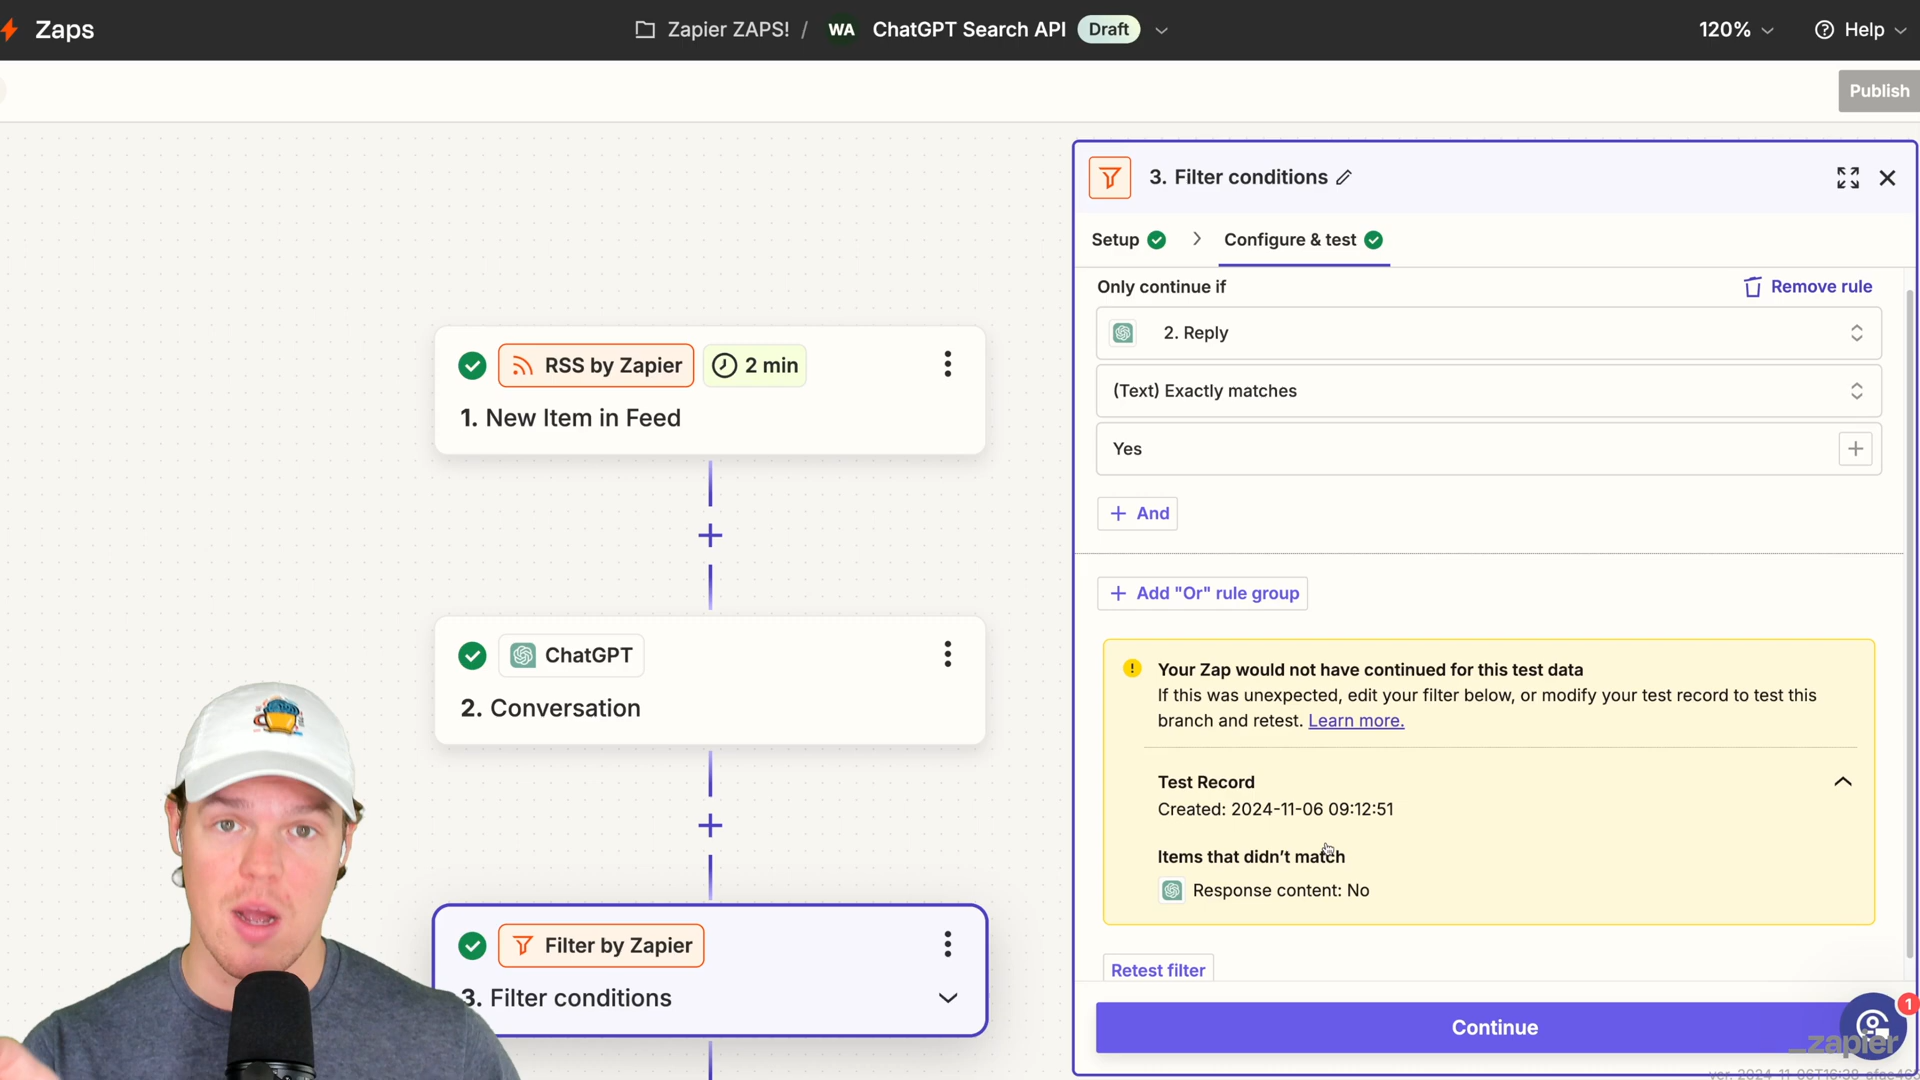 Zaps
Zapier ZAPS! / WA ChatGPT Search API Draft
120%
Help
Publish
RSS by Zapier
2 min
1. New Item in Feed
ChatGPT
2. Conversation
Filter by Zapier
3. Filter conditions
3. Filter conditions
Setup
Configure & test
Only continue if
Remove rule
2. Reply
(Text) Exactly matches
Yes
+ And
+ Add "Or" rule group
Your Zap would not have continued for this test data
If this was unexpected, edit your filter below, or modify your test record to test this
branch and retest. Learn more.
Test Record
Created: 2024-11-06 09:12:51
Items that didn't match
Response content: No
Retest filter
Continue
1
_zapier